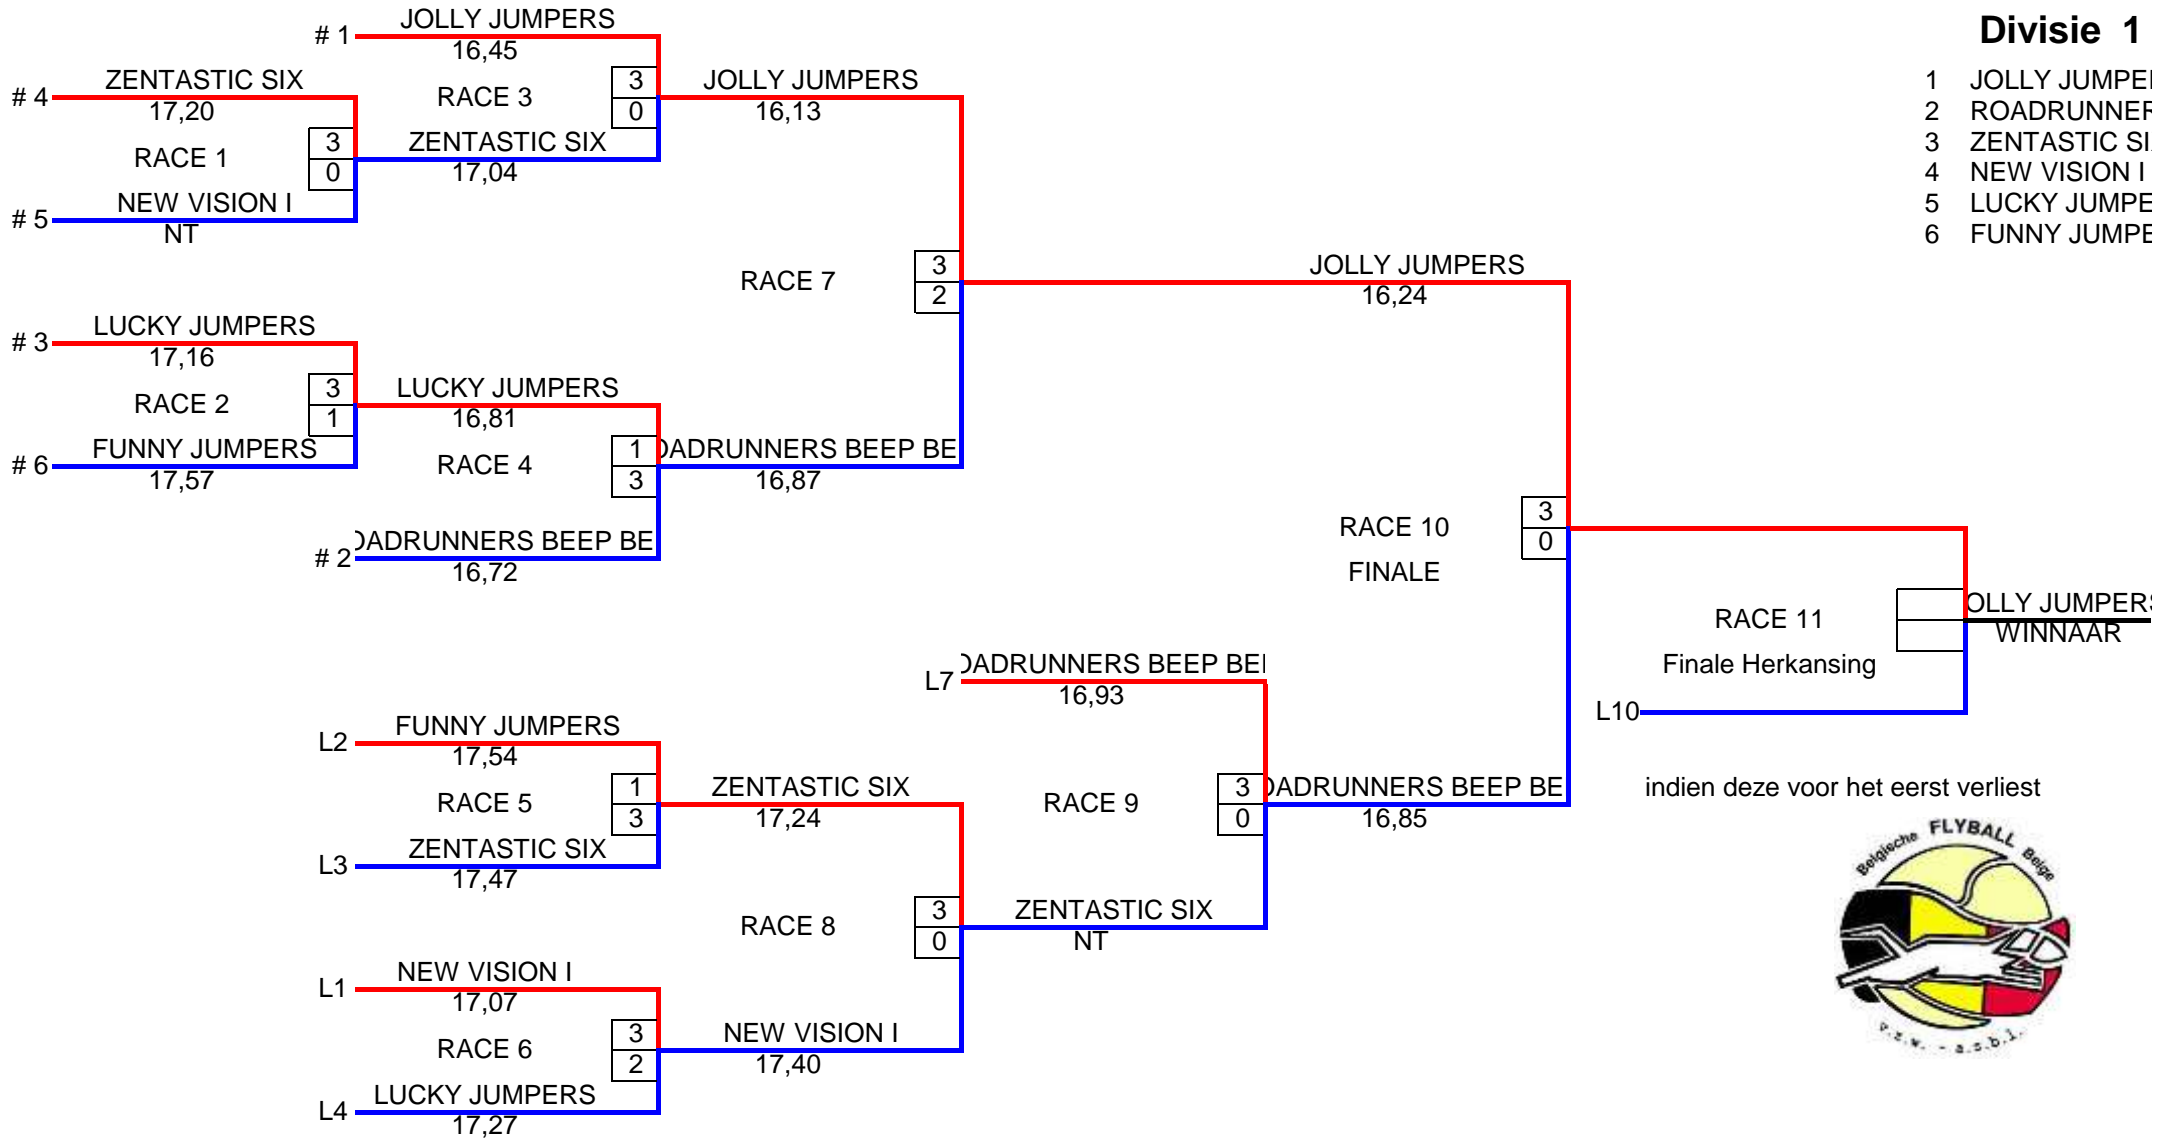 Divisie 1
1 JOLLY JUMPE
2 ROADRUNNER
3 ZENTASTIC SI
4 NEW VISION I
5 LUCKY JUMPE
6 FUNNY JUMPE
# 1
JOLLY JUMPERS
16,45
# 4
ZENTASTIC SIX
17,20
RACE 1
3
0
# 5
NEW VISION I
NT
RACE 3
3
0
ZENTASTIC SIX
17,04
JOLLY JUMPERS
16,13
# 3
LUCKY JUMPERS
17,16
RACE 2
3
1
# 6
FUNNY JUMPERS
17,57
LUCKY JUMPERS
16,81
RACE 4
1
3
# 2
OADRUNNERS BEEP BE
16,72
RACE 7
3
2
OADRUNNERS BEEP BE
16,87
JOLLY JUMPERS
16,24
RACE 10
FINALE
3
0
RACE 11
Finale Herkansing
OLLY JUMPERS
WINNAAR
L10
indien deze voor het eerst verliest
L7
OADRUNNERS BEEP BE
16,93
RACE 9
3
0
OADRUNNERS BEEP BE
16,85
L2
FUNNY JUMPERS
17,54
RACE 5
1
3
L3
ZENTASTIC SIX
17,47
ZENTASTIC SIX
17,24
RACE 8
3
0
ZENTASTIC SIX
NT
L1
NEW VISION I
17,07
RACE 6
3
2
L4
LUCKY JUMPERS
17,27
NEW VISION I
17,40
Belgische FLYBALL Belge
v.z.w. - a.s.b.l.